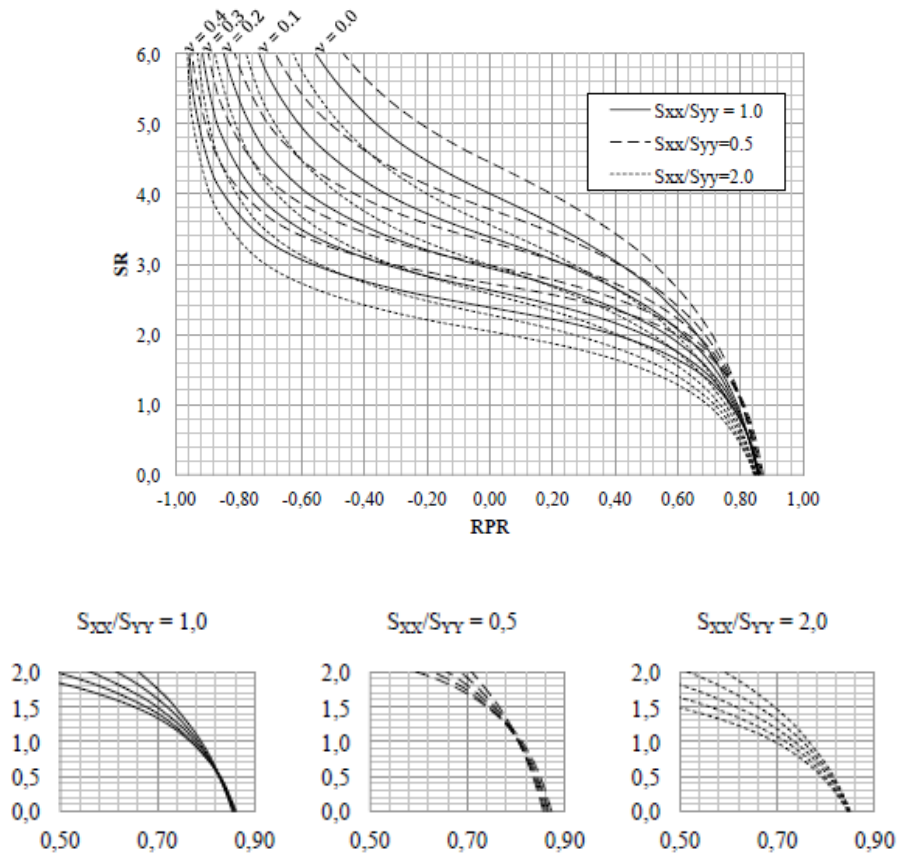 ν = 0.4
ν = 0.3
ν = 0.2
ν = 0.1
ν = 0.0
6,0
5,0
4,0
3,0
2,0
1,0
0,0
SR
Sxx/Syy = 1.0
Sxx/Syy=0.5
Sxx/Syy=2.0
-1,00 -0,80 -0,60 -0,40 -0,20 0,00 0,20 0,40 0,60 0,80 1,00
RPR
SXX/SYY = 1,0
2,0
1,5
1,0
0,5
0,0
0,50 0,70 0,90
SXX/SYY = 0,5
2,0
1,5
1,0
0,5
0,0
0,50 0,70 0,90
SXX/SYY = 2,0
2,0
1,5
1,0
0,5
0,0
0,50 0,70 0,90